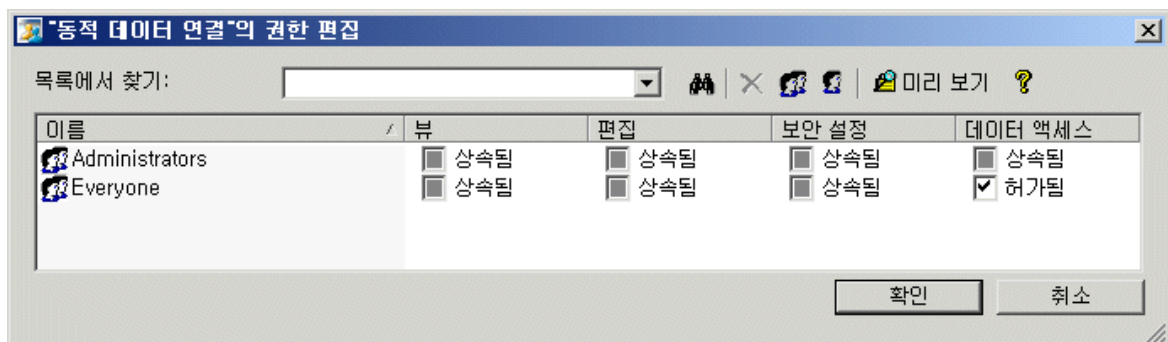 "동적 데이터 연결"의 권한 편집
목록에서 찾기: 미리 보기
이름 뷰 편집 보안 설정 데이터 액세스
Administrators 상속됨 상속됨 상속됨 상속됨
Everyone 상속됨 상속됨 상속됨 허가됨
확인 취소